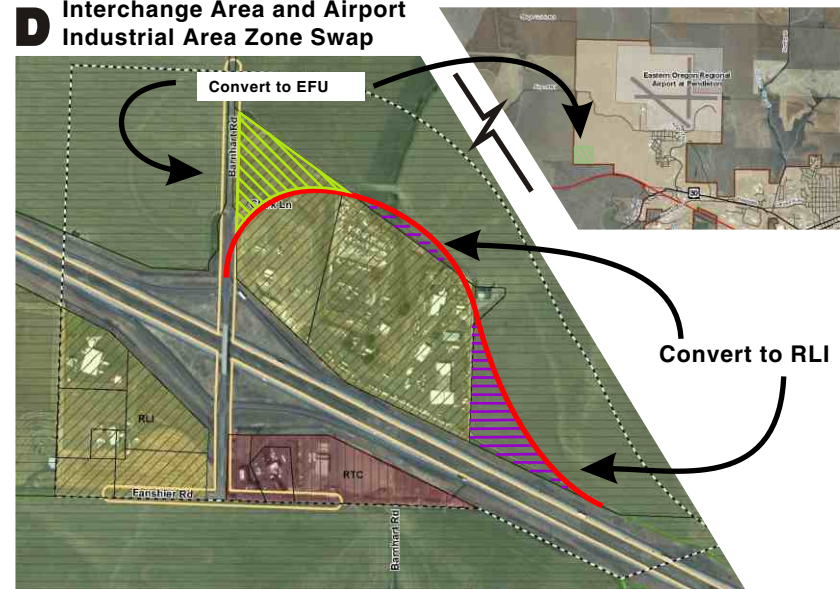 D Interchange Area and Airport
Industrial Area Zone Swap
Convert to EFU
Eastern Oregon Regional
Airport at Pendleton
30
Barnhart Rd
Convert to RLI
RLI
RTC
Fanshier Rd
Barnhart Rd